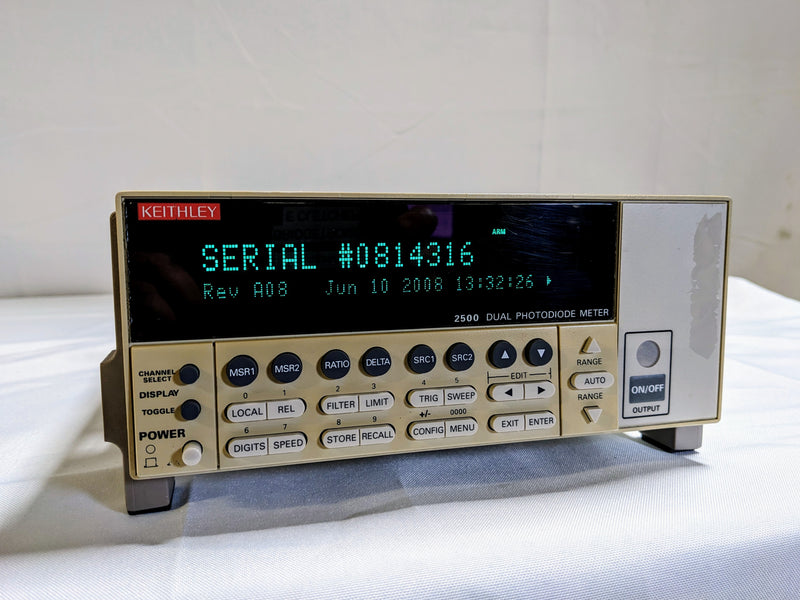 KEITHLEY
ARM
SERIAL #0814316
Rev A08 Jun 10 2008 13:32:26
2500 DUAL PHOTODIODE METER
CHANNEL SELECT
DISPLAY
TOGGLE
POWER
MSR1 MSR2 RATIO DELTA SRC1 SRC2
0 1 2 3 4 5 EDIT
LOCAL REL FILTER LIMIT TRIG SWEEP
6 7 8 9 +/- 0000
DIGITS SPEED STORE RECALL CONFIG MENU EXIT ENTER
RANGE
AUTO
RANGE
ON/OFF
OUTPUT